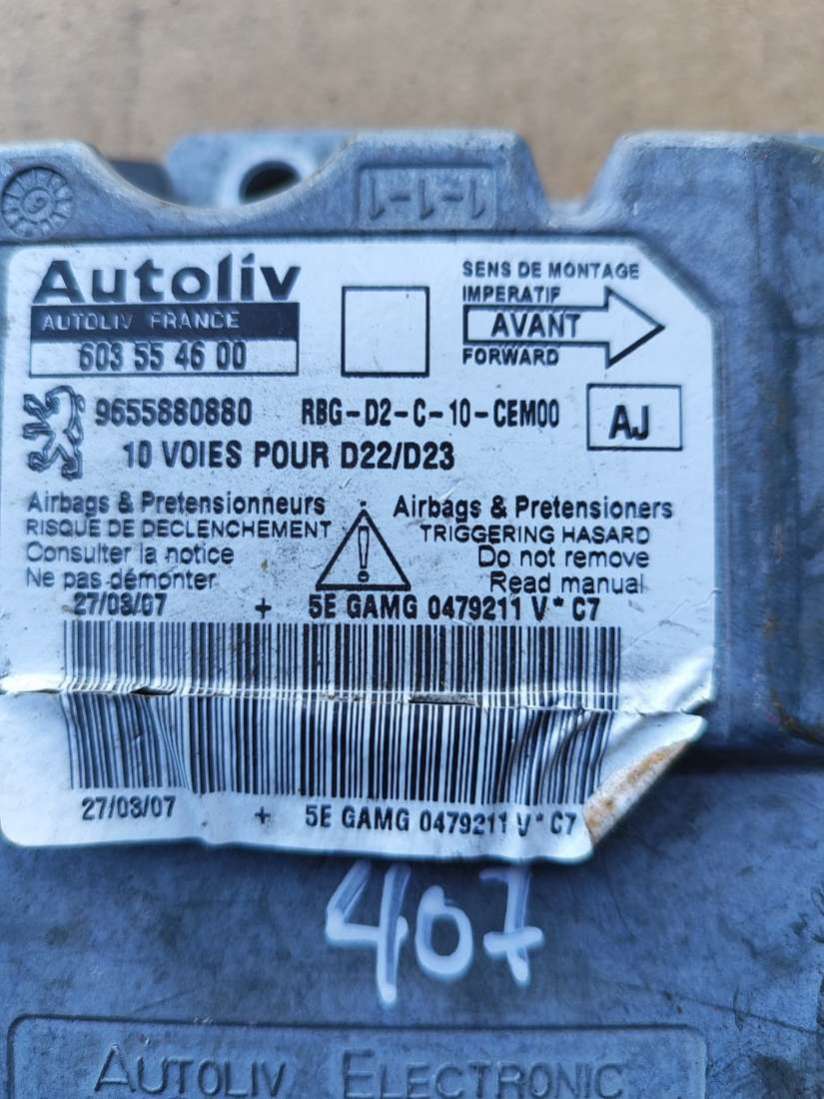 1-1-1
Autoliv
AUTOLIV FRANCE
603 55 46 00
SENS DE MONTAGE
IMPERATIF
AVANT
FORWARD
9655880880 RBG-D2-C-10-CEM00 AJ
10 VOIES POUR D22/D23
Airbags & Pretensionneurs
RISQUE DE DECLENCHEMENT
Consulter la notice
Ne pas démonter
Airbags & Pretensioners
TRIGGERING HASARD
Do not remove
Read manual
27/03/07 + 5E GAMG 0479211 V* C7
27/03/07 + 5E GAMG 0479211 V* C7
407
AUTOLIV ELECTRONIC